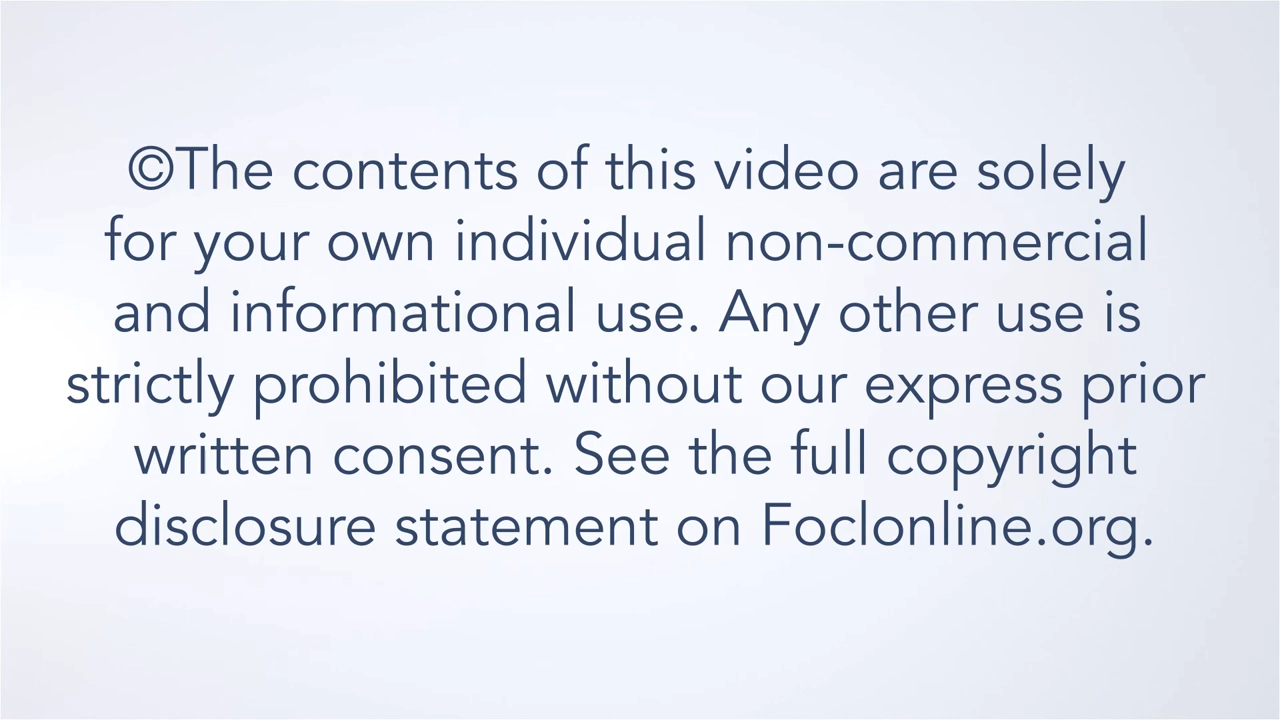 ©The contents of this video are solely
for your own individual non-commercial
and informational use. Any other use is
strictly prohibited without our express prior
written consent. See the full copyright
disclosure statement on Foclonline.org.